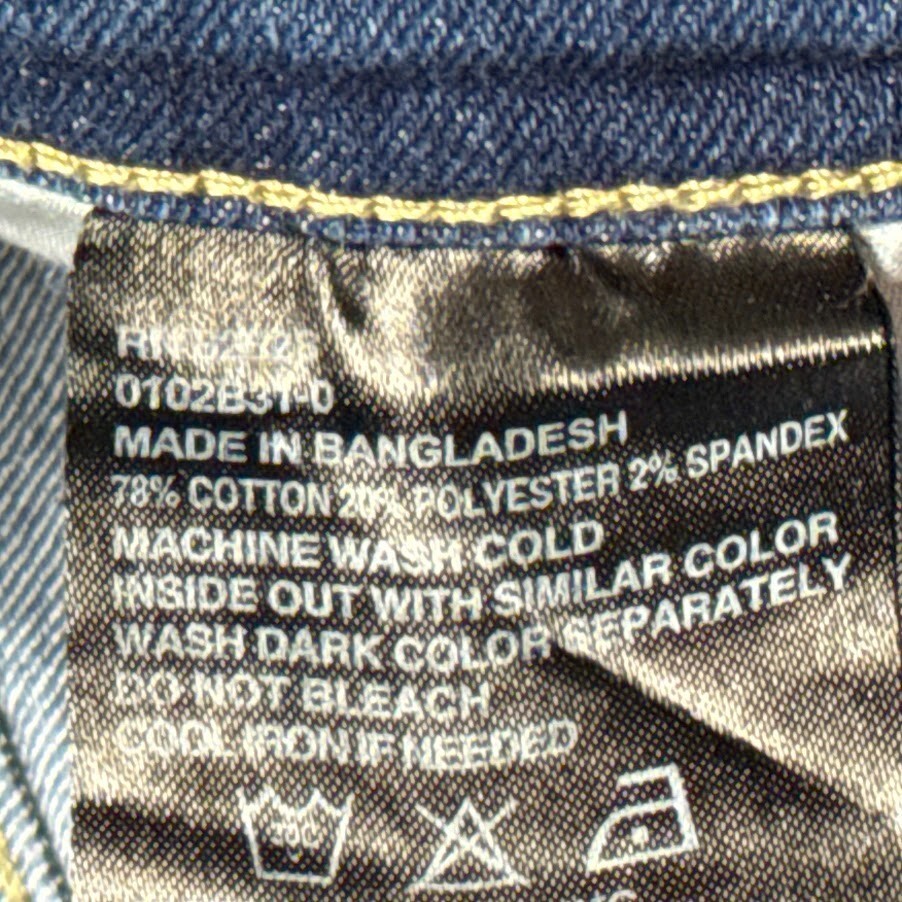 0102B31-0
MADE IN BANGLADESH
78% COTTON 20% POLYESTER 2% SPANDEX
MACHINE WASH COLD
INSIDE OUT WITH SIMILAR COLOR
WASH DARK COLOR SEPARATELY
DO NOT BLEACH
COOL IRON IF NEEDED